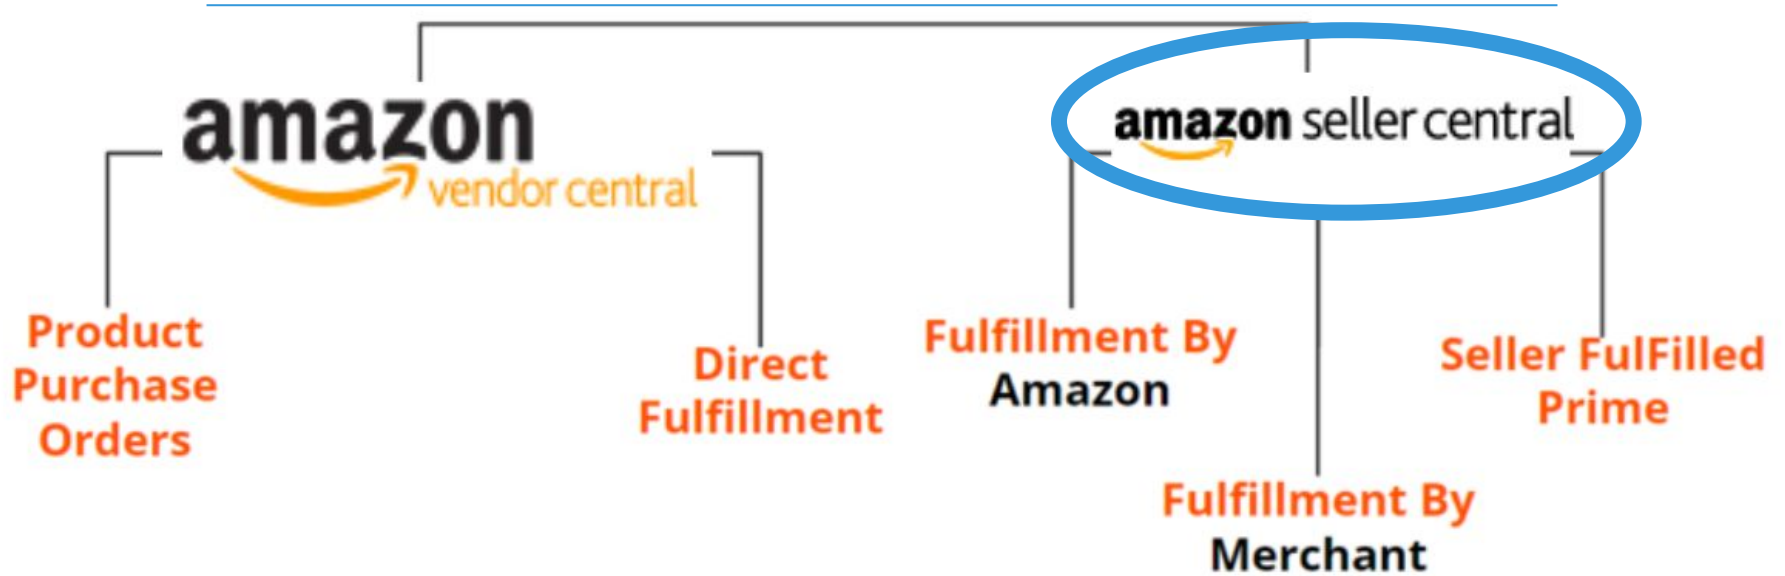 amazon
vendor central
amazon seller central
Product
Purchase
Orders
Direct
Fulfillment
Fulfillment By
Amazon
Fulfillment By
Merchant
Seller FulFilled
Prime